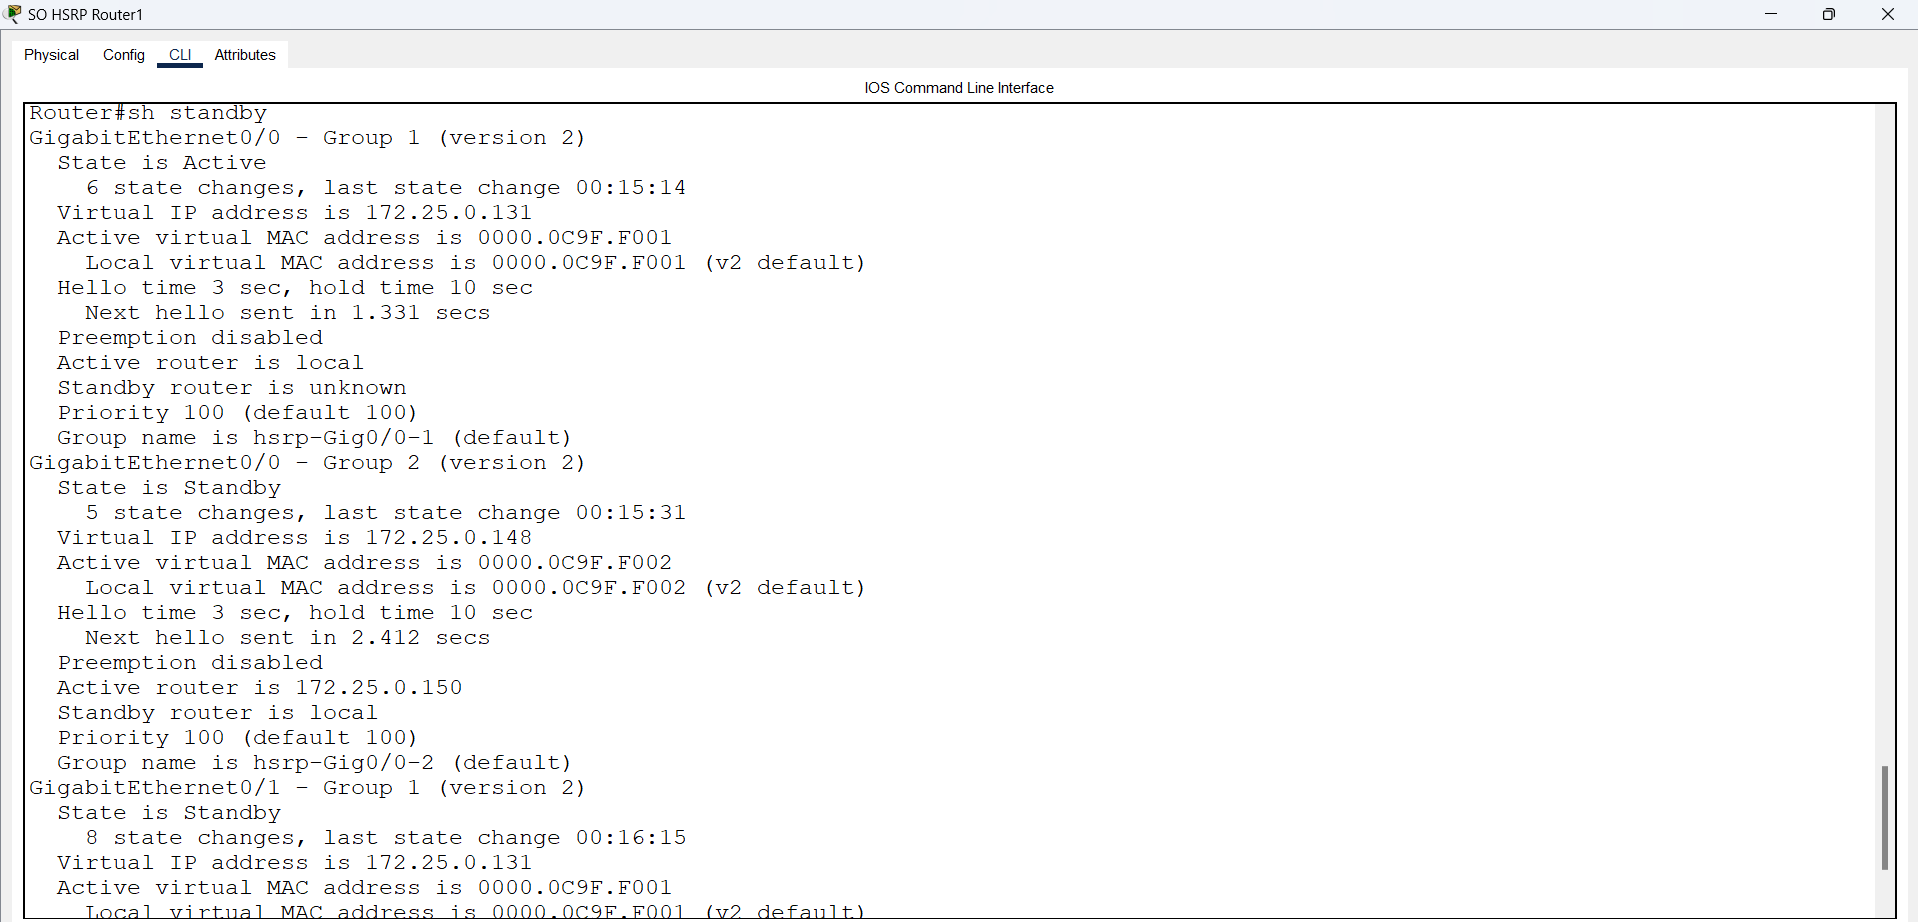 SO HSRP Router1
Physical Config CLI Attributes
IOS Command Line Interface
Router#sh standby
GigabitEthernet0/0 - Group 1 (version 2)
State is Active
6 state changes, last state change 00:15:14
Virtual IP address is 172.25.0.131
Active virtual MAC address is 0000.0C9F.F001
Local virtual MAC address is 0000.0C9F.F001 (v2 default)
Hello time 3 sec, hold time 10 sec
Next hello sent in 1.331 secs
Preemption disabled
Active router is local
Standby router is unknown
Priority 100 (default 100)
Group name is hsrp-Gig0/0-1 (default)
GigabitEthernet0/0 - Group 2 (version 2)
State is Standby
5 state changes, last state change 00:15:31
Virtual IP address is 172.25.0.148
Active virtual MAC address is 0000.0C9F.F002
Local virtual MAC address is 0000.0C9F.F002 (v2 default)
Hello time 3 sec, hold time 10 sec
Next hello sent in 2.412 secs
Preemption disabled
Active router is 172.25.0.150
Standby router is local
Priority 100 (default 100)
Group name is hsrp-Gig0/0-2 (default)
GigabitEthernet0/1 - Group 1 (version 2)
State is Standby
8 state changes, last state change 00:16:15
Virtual IP address is 172.25.0.131
Active virtual MAC address is 0000.0C9F.F001
Local virtual MAC address is 0000.0C9F.F001 (v2 default)